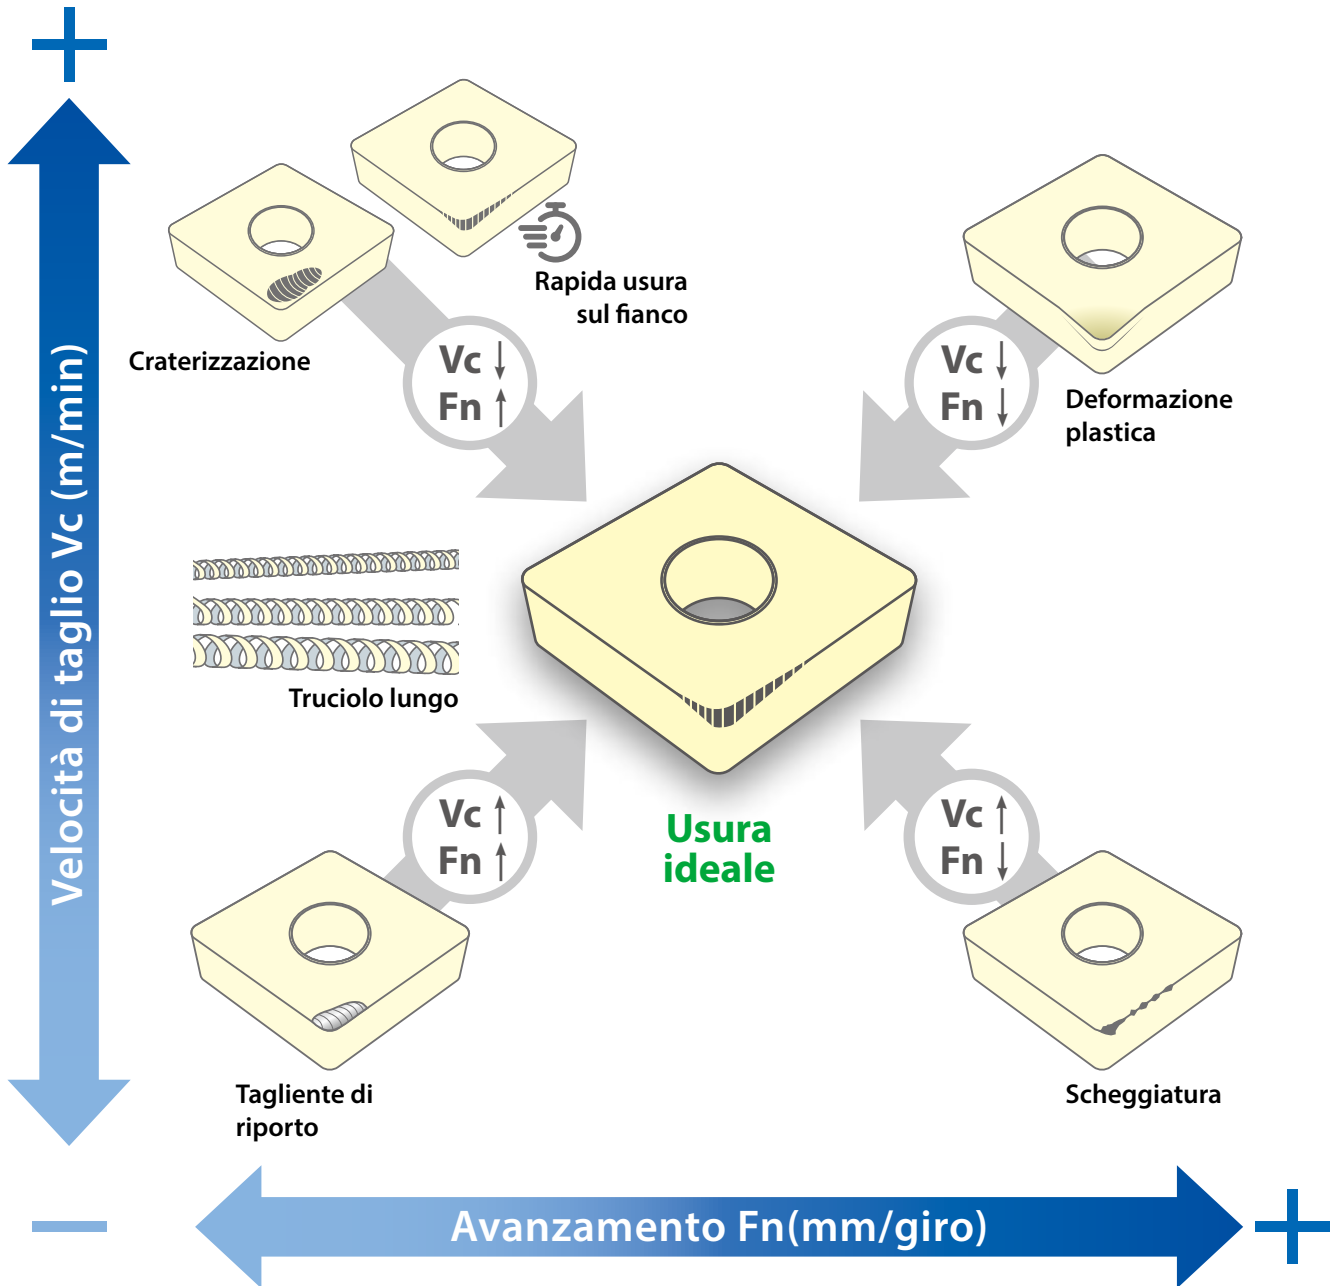 Velocità di taglio Vc (m/min)
Rapida usura
sul fianco
Craterizzazione
Vc ↓
Fn ↑
Vc ↓
Fn ↓
Deformazione
plastica
Truciolo lungo
Vc ↑
Fn ↑
Usura
ideale
Vc ↑
Fn ↓
Tagliente di
riporto
Scheggiatura
Avanzamento Fn(mm/giro)